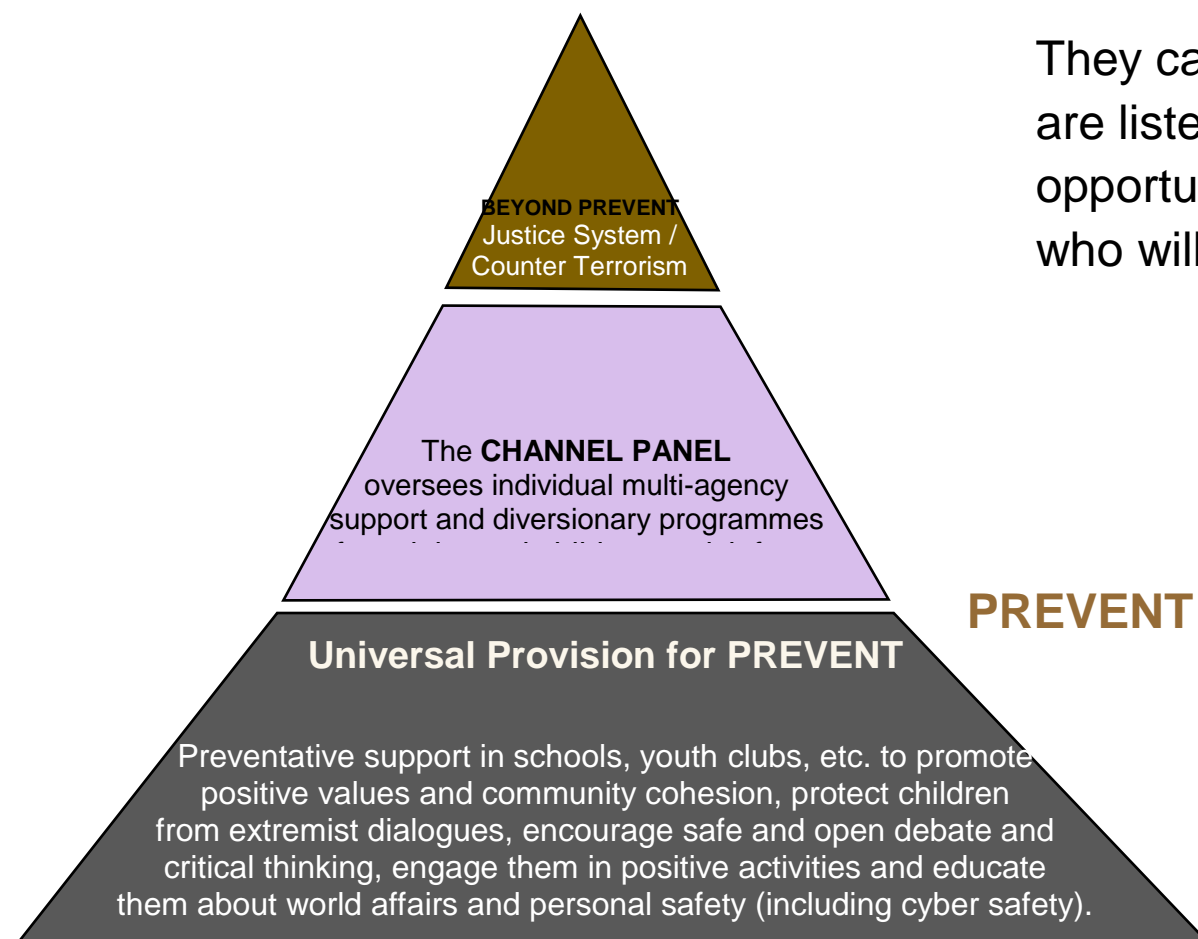 They ca
are liste
opportu
who will
BEYOND PREVENT
Justice System /
Counter Terrorism
The CHANNEL PANEL
oversees individual multi-agency
support and diversionary programmes
PREVENT
Universal Provision for PREVENT
Preventative support in schools, youth clubs, etc. to promote
positive values and community cohesion, protect children
from extremist dialogues, encourage safe and open debate and
critical thinking, engage them in positive activities and educate
them about world affairs and personal safety (including cyber safety).